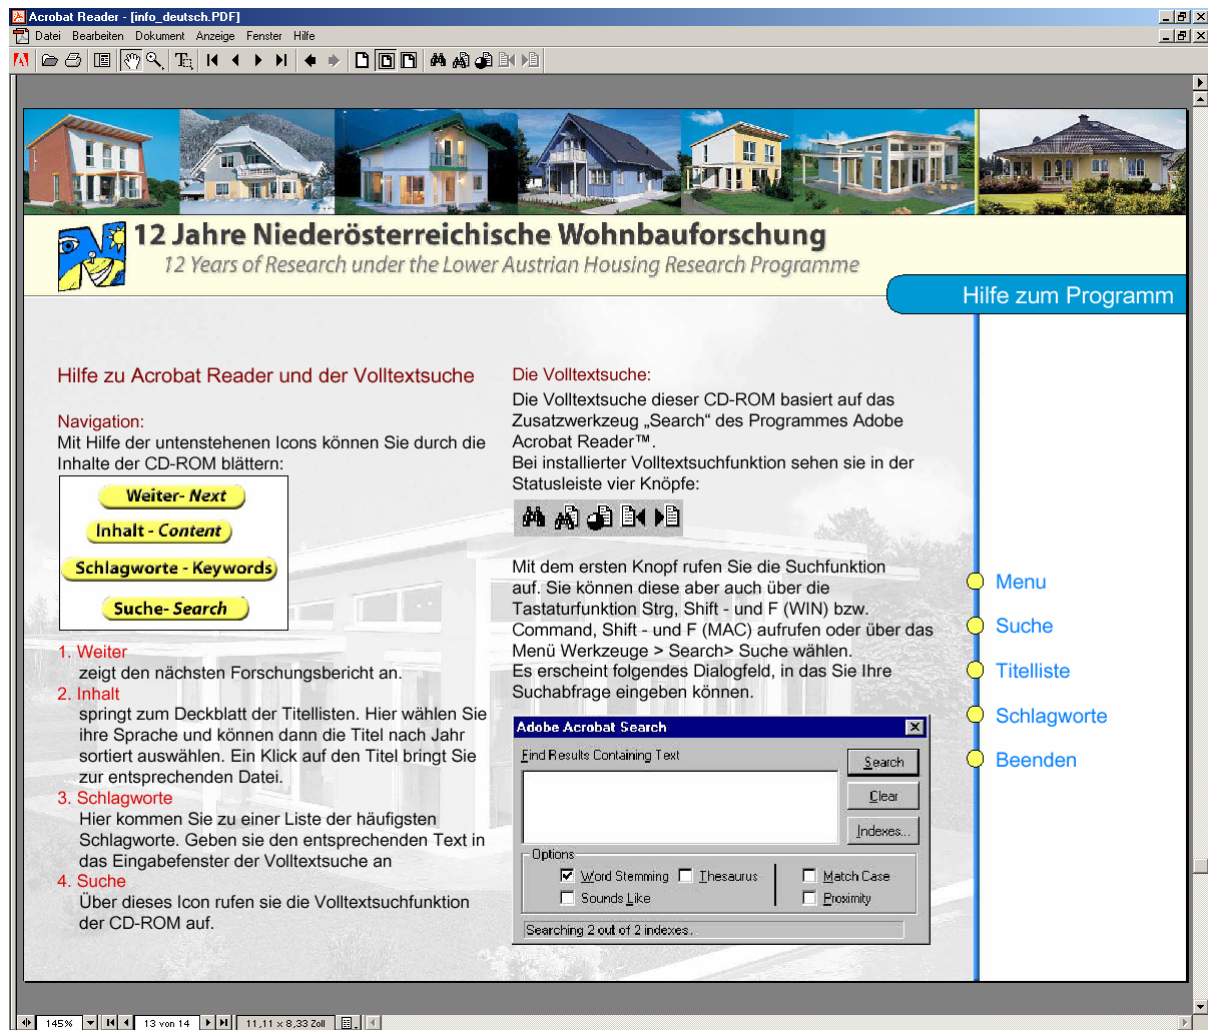 Acrobat Reader - [info_deutsch.PDF]
Datei Bearbeiten Dokument Anzeige Fenster Hilfe
12 Jahre Niederösterreichische Wohnbauforschung
12 Years of Research under the Lower Austrian Housing Research Programme
Hilfe zum Programm
Hilfe zu Acrobat Reader und der Volltextsuche
Navigation:
Mit Hilfe der untenstehenen Icons können Sie durch die
Inhalte der CD-ROM blättern:
Weiter- Next
Inhalt - Content
Schlagworte - Keywords
Suche- Search
1. Weiter
zeigt den nächsten Forschungsbericht an.
2. Inhalt
springt zum Deckblatt der Titellisten. Hier wählen Sie
ihre Sprache und können dann die Titel nach Jahr
sortiert auswählen. Ein Klick auf den Titel bringt Sie
zur entsprechenden Datei.
3. Schlagworte
Hier kommen Sie zu einer Liste der häufigsten
Schlagworte. Geben sie den entsprechenden Text in
das Eingabefenster der Volltextsuche an
4. Suche
Über dieses Icon rufen sie die Volltextsuchfunktion
der CD-ROM auf.
Die Volltextsuche:
Die Volltextsuche dieser CD-ROM basiert auf das
Zusatzwerkzeug „Search" des Programmes Adobe
Acrobat Reader™.
Bei installierter Volltextsuchfunktion sehen sie in der
Statusleiste vier Knöpfe:
Mit dem ersten Knopf rufen Sie die Suchfunktion
auf. Sie können diese aber auch über die
Tastaturfunktion Strg, Shift - und F (WIN) bzw.
Command, Shift - und F (MAC) aufrufen oder über das
Menü Werkzeuge > Search> Suche wählen.
Es erscheint folgendes Dialogfeld, in das Sie Ihre
Suchabfrage eingeben können.
Adobe Acrobat Search
Find Results Containing Text
Search
Clear
Indexes...
Options
Word Stemming Thesaurus Match Case
Sounds Like Proximity
Searching 2 out of 2 indexes.
Menu
Suche
Titelliste
Schlagworte
Beenden
145% 13 von 14 11,11 x 8,33 Zoll